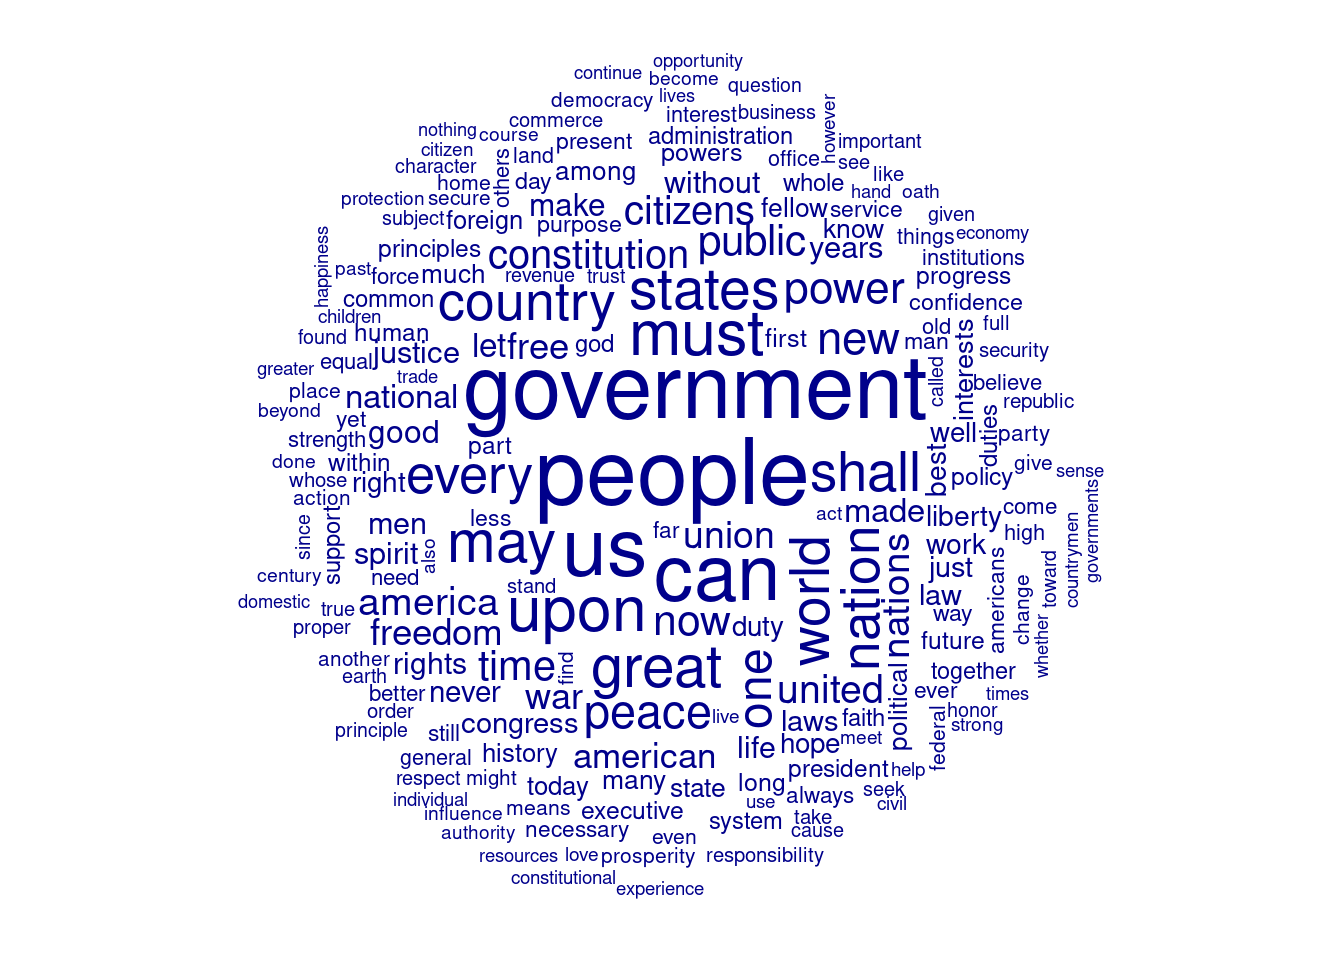 opportunity
continue become question
democracy lives
commerce interest business however
nothing course present administration important
citizen land powers office see
character others among without whole like
home day hand oath
protection secure make citizens fellow service given
subject foreign purpose know things economy
principles constitution public years institutions
happiness past force much revenue trust progress
common country states power confidence
children
found human let free god must first new old full
greater equal justice man security
place trade government called interests believe
beyond national republic
yet good well duties party
strength part
done within every people shall best policy give sense
whose right
action men less far union act made liberty come governments
since support spirit also may us can world nation nations work high countrymen
century need stand just americans toward
domestic true america upon now duty law way change
proper freedom future whether
another rights time find great one united political together
earth better never war ever times
order peace live laws faith honor
principle still congress federal strong
general history american life hope meet
respect might today many state long president help
individual means use always seek
influence executive system take civil
authority necessary even cause
resources love prosperity responsibility
constitutional experience